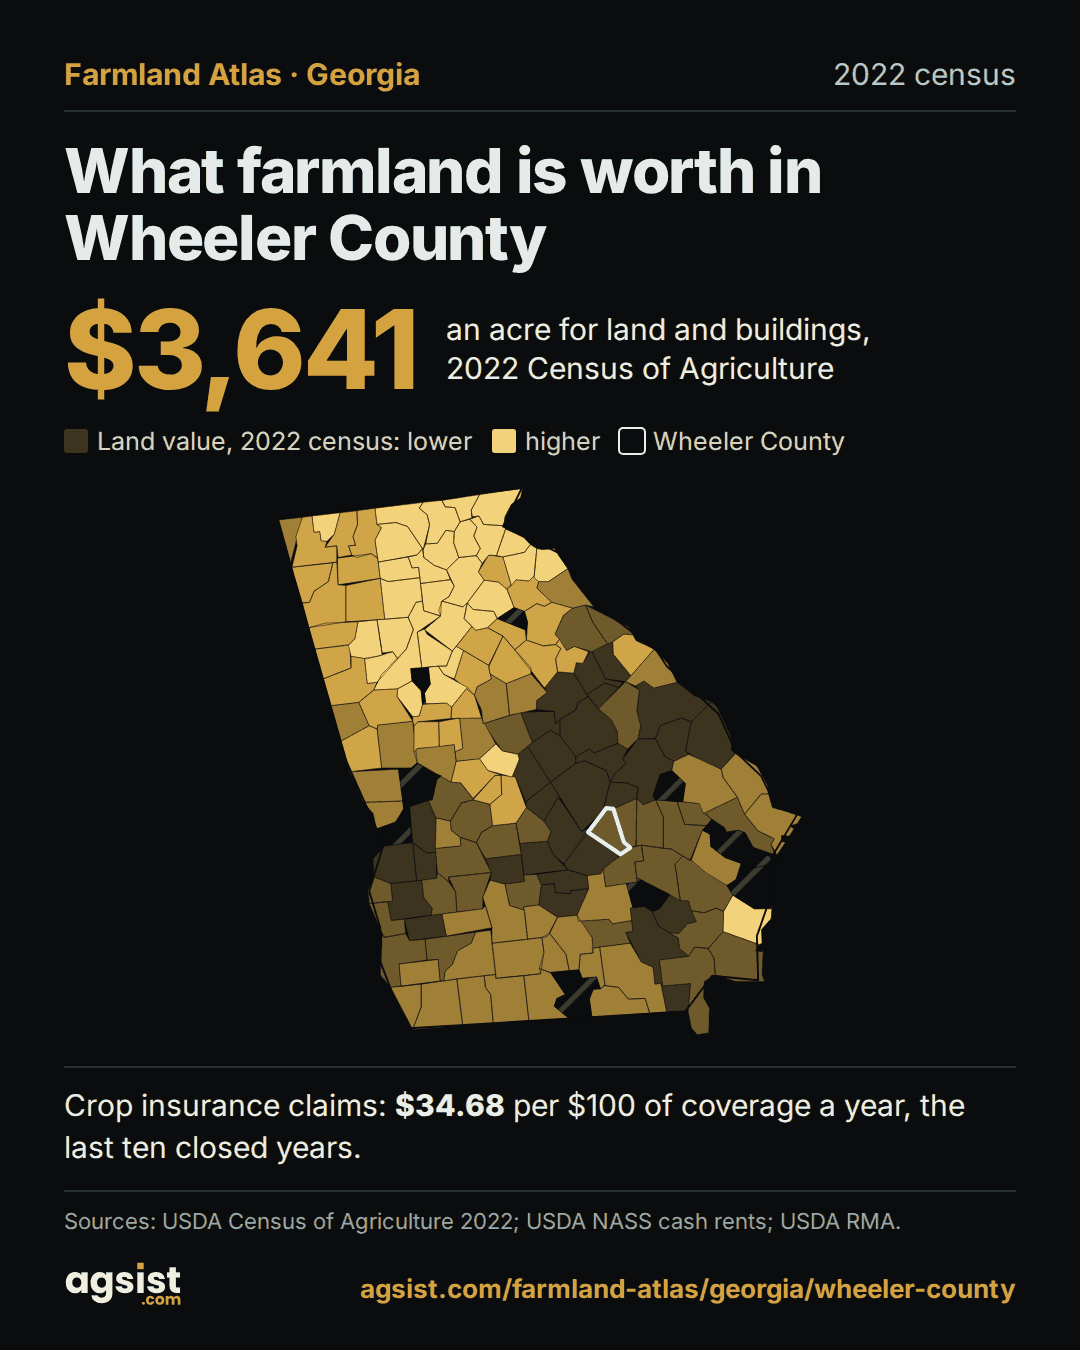 Farmland Atlas · Georgia
2022 census
What farmland is worth in
Wheeler County
$3,641
an acre for land and buildings,
2022 Census of Agriculture
Land value, 2022 census: lower
higher
Wheeler County
Crop insurance claims: $34.68 per $100 of coverage a year, the
last ten closed years.
Sources: USDA Census of Agriculture 2022; USDA NASS cash rents; USDA RMA.
agsist
.com
agsist.com/farmland-atlas/georgia/wheeler-county